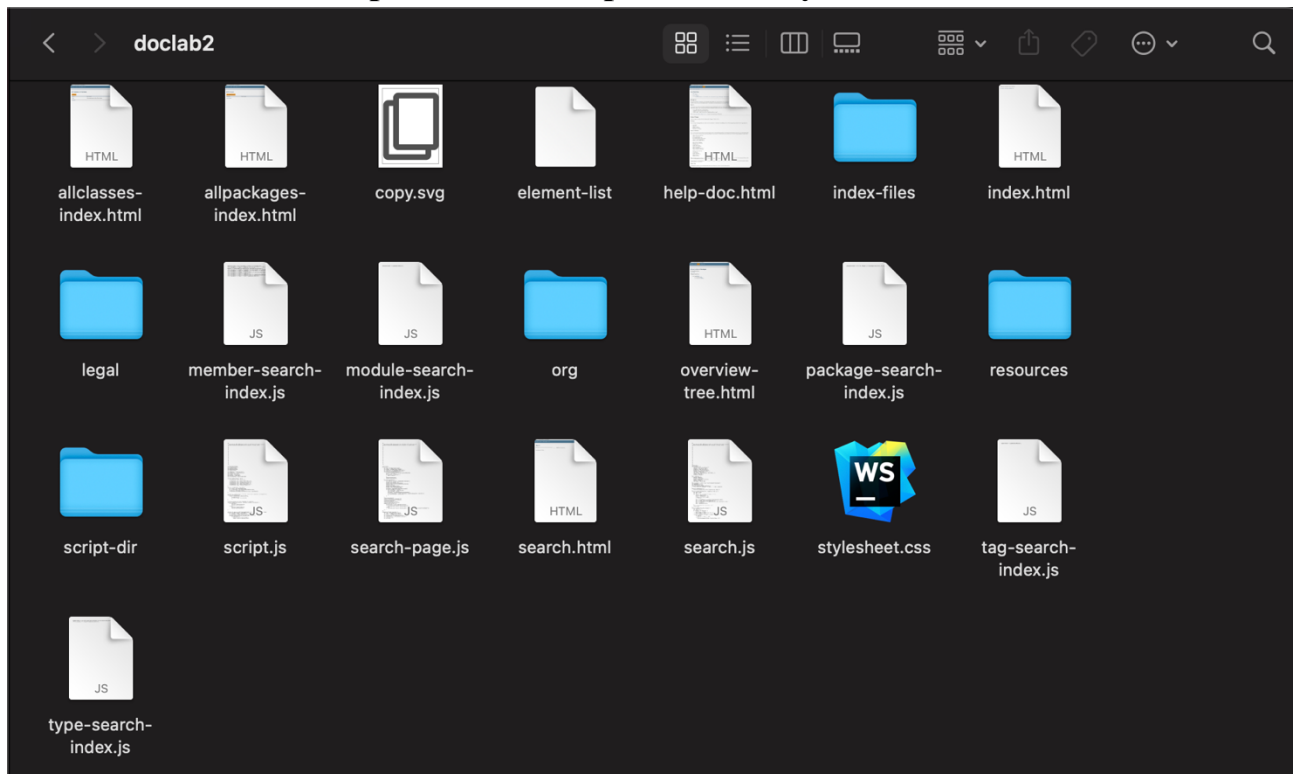 doclab2
HTML
HTML
HTML
HTML
allclasses-
index.html
allpackages-
index.html
copy.svg
element-list
help-doc.html
index-files
index.html
JS
JS
HTML
JS
legal
member-search-
index.js
module-search-
index.js
org
overview-
tree.html
package-search-
index.js
resources
JS
JS
HTML
JS
WS
JS
script-dir
script.js
search-page.js
search.html
search.js
stylesheet.css
tag-search-
index.js
JS
type-search-
index.js